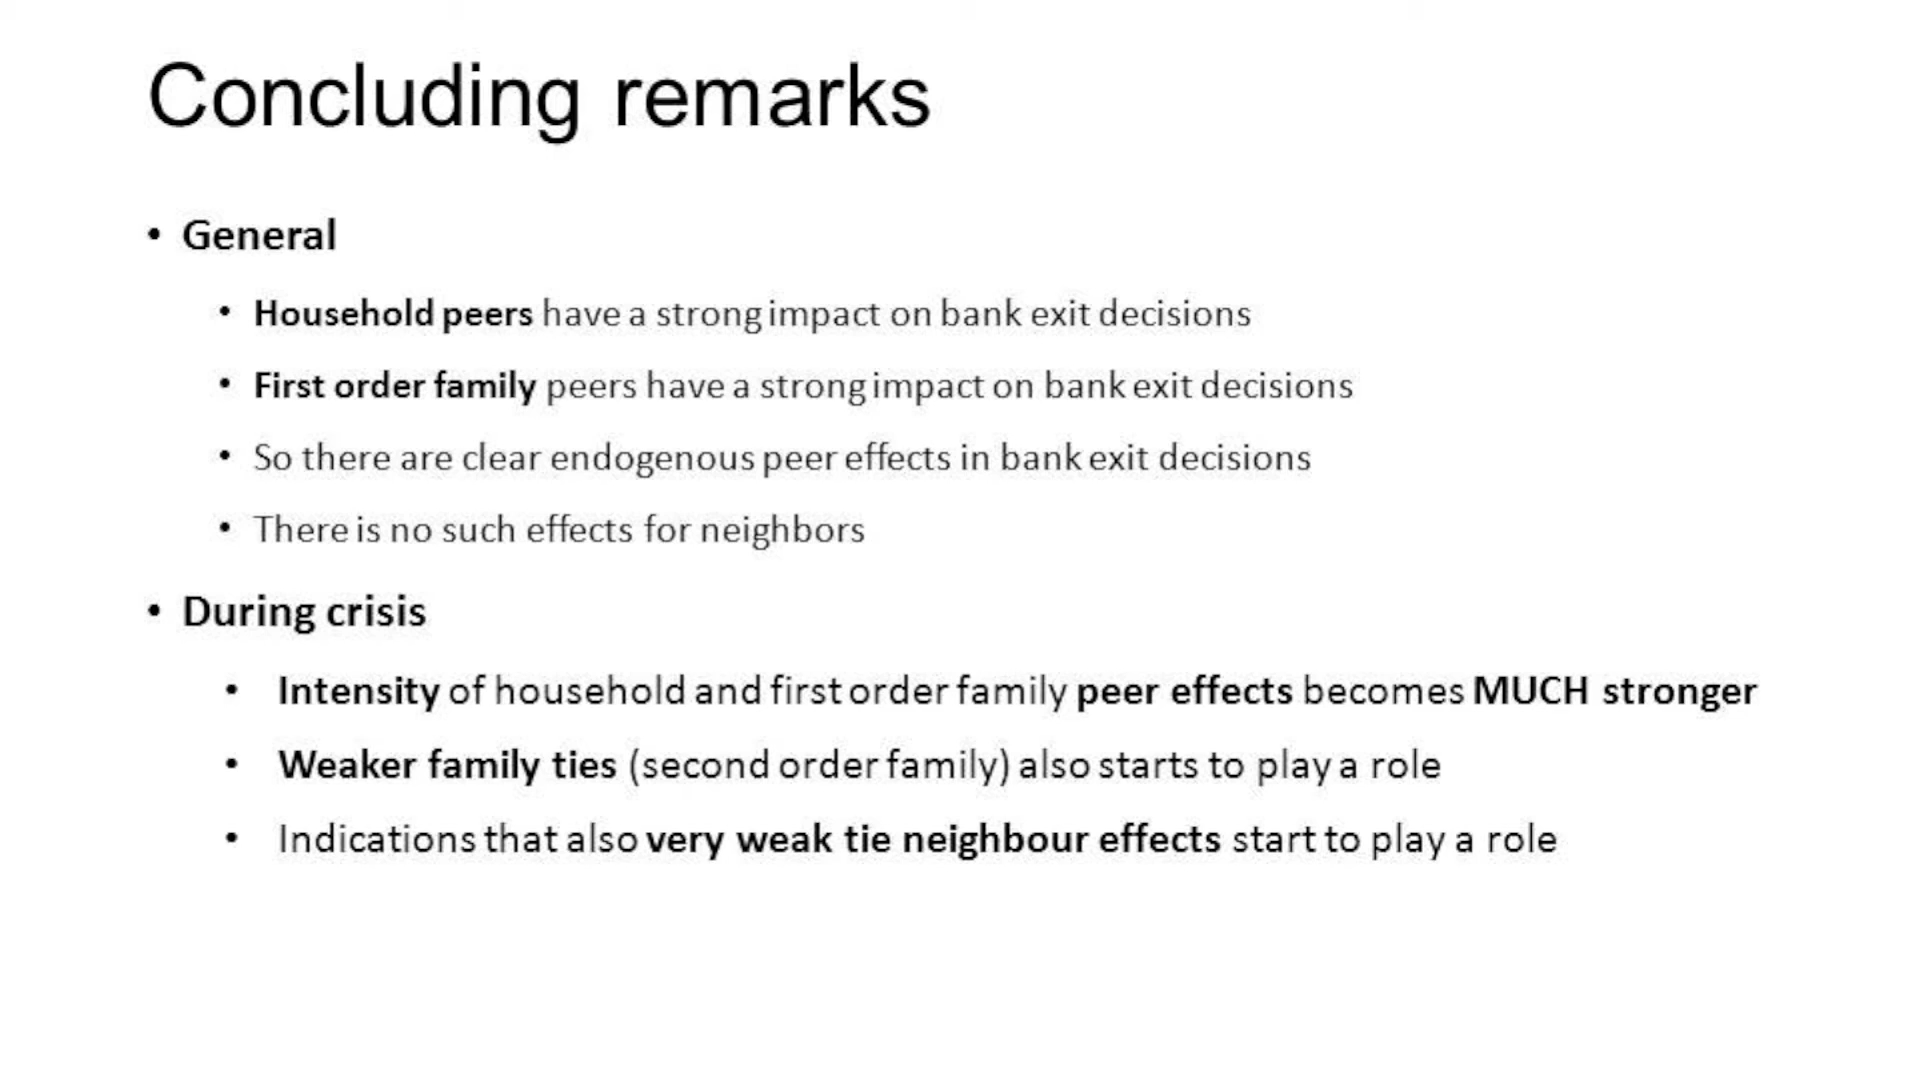 Concluding remarks
• General
• Household peers have a strong impact on bank exit decisions
• First order family peers have a strong impact on bank exit decisions
• So there are clear endogenous peer effects in bank exit decisions
• There is no such effects for neighbors
• During crisis
• Intensity of household and first order family peer effects becomes MUCH stronger
• Weaker family ties (second order family) also starts to play a role
• Indications that also very weak tie neighbour effects start to play a role